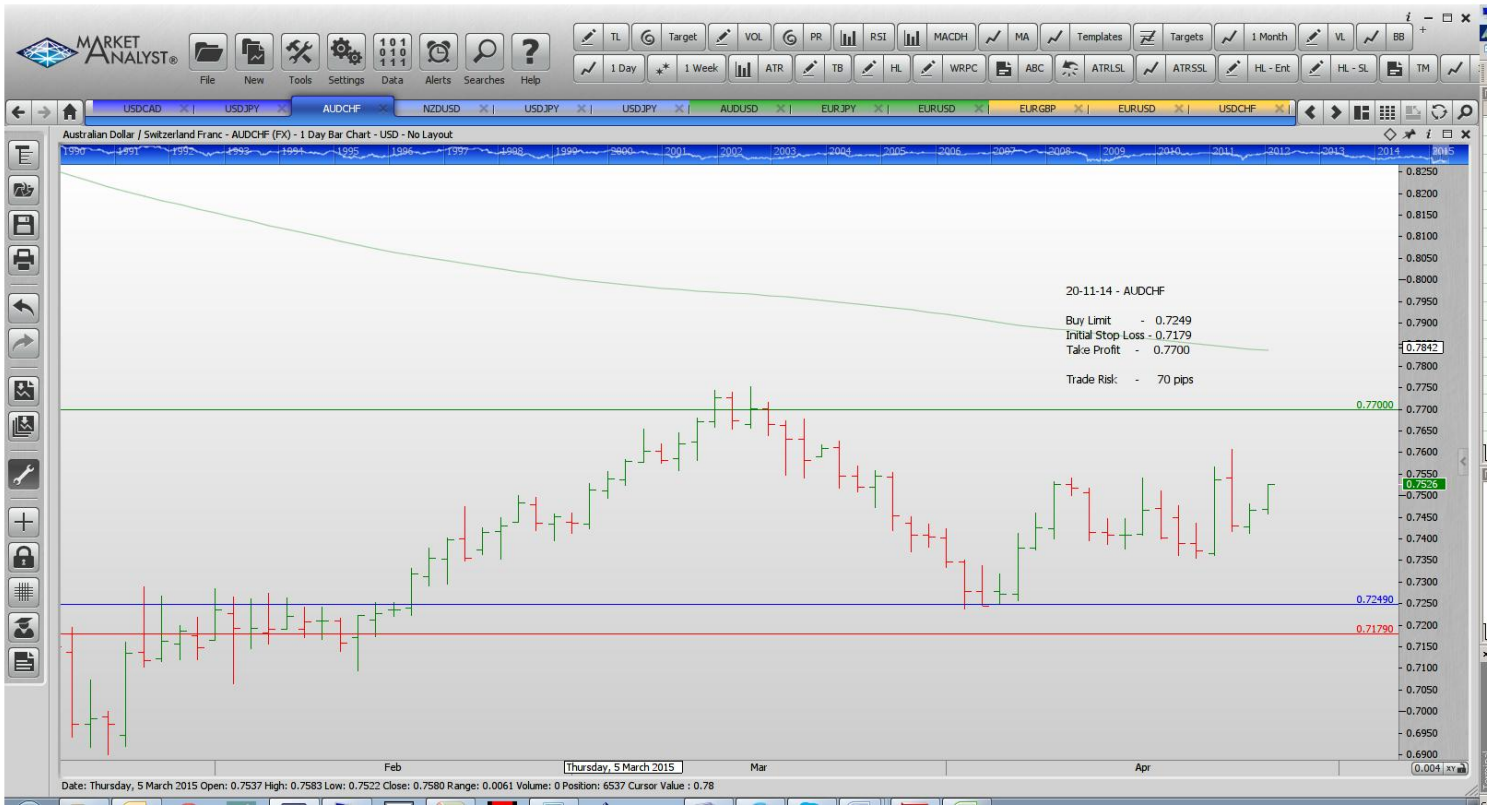 i
MARKET ANALYST®
TL Target VOL PR RSI MACDH MA Templates Targets 1 Month VL BB
1 Day 1 Week ATR TB HL WRPC ABC ATRLSL ATRSSL HL - Ent HL - SL TM
101
010
111
File New Tools Settings Data Alerts Searches Help
USDCAD USDJPY AUDCHF NZDUSD USDJPY USDJPY AUDUSD EURJPY EURUSD EURGBP EURUSD USDCHF
Australian Dollar / Switzerland Franc - AUDCHF (FX) - 1 Day Bar Chart - USD - No Layout
1990 1991 1992 1993 1994 1995 1996 1997 1998 1999 2000 2001 2002 2003 2004 2005 2006 2007 2008 2009 2010 2011 2012 2013 2014 2015
0.8250
0.8200
0.8150
0.8100
0.8050
0.8000
20-11-14 - AUDCHF
0.7950
Buy Limit - 0.7249
0.7900
Initial Stop Loss - 0.7179
0.7842
Take Profit - 0.7700
0.7800
Trade Risk - 70 pips
0.7750
0.77000
0.7700
0.7650
0.7600
0.7550
0.7526
0.7500
0.7450
0.7400
0.7350
0.7300
0.72490
0.7250
0.7200
0.71790
0.7150
0.7100
0.7050
0.7000
0.6950
0.6900
Feb Thursday, 5 March 2015 Mar Apr 0.004 XY
Date: Thursday, 5 March 2015 Open: 0.7537 High: 0.7583 Low: 0.7522 Close: 0.7580 Range: 0.0061 Volume: 0 Position: 6537 Cursor Value : 0.78